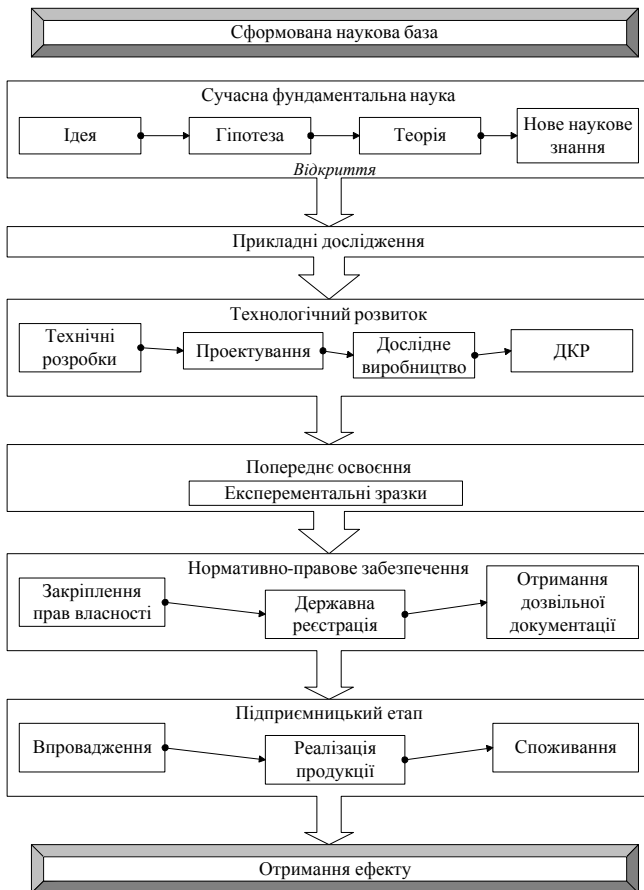 Сформована наукова база
Сучасна фундаментальна наука
Ідея
Гіпотеза
Теорія
Нове наукове
знання
Відкриття
Прикладні дослідження
Технологічний розвиток
Технічні
розробки
Проектування
Дослідне
виробництво
ДКР
Попереднє освоєння
Експерементальні зразки
Нормативно-правове забезпечення
Закріплення
прав власності
Державна
реєстрація
Отримання
дозвільної
документації
Підприємницький етап
Впровадження
Реалізація
продукції
Споживання
Отримання ефекту